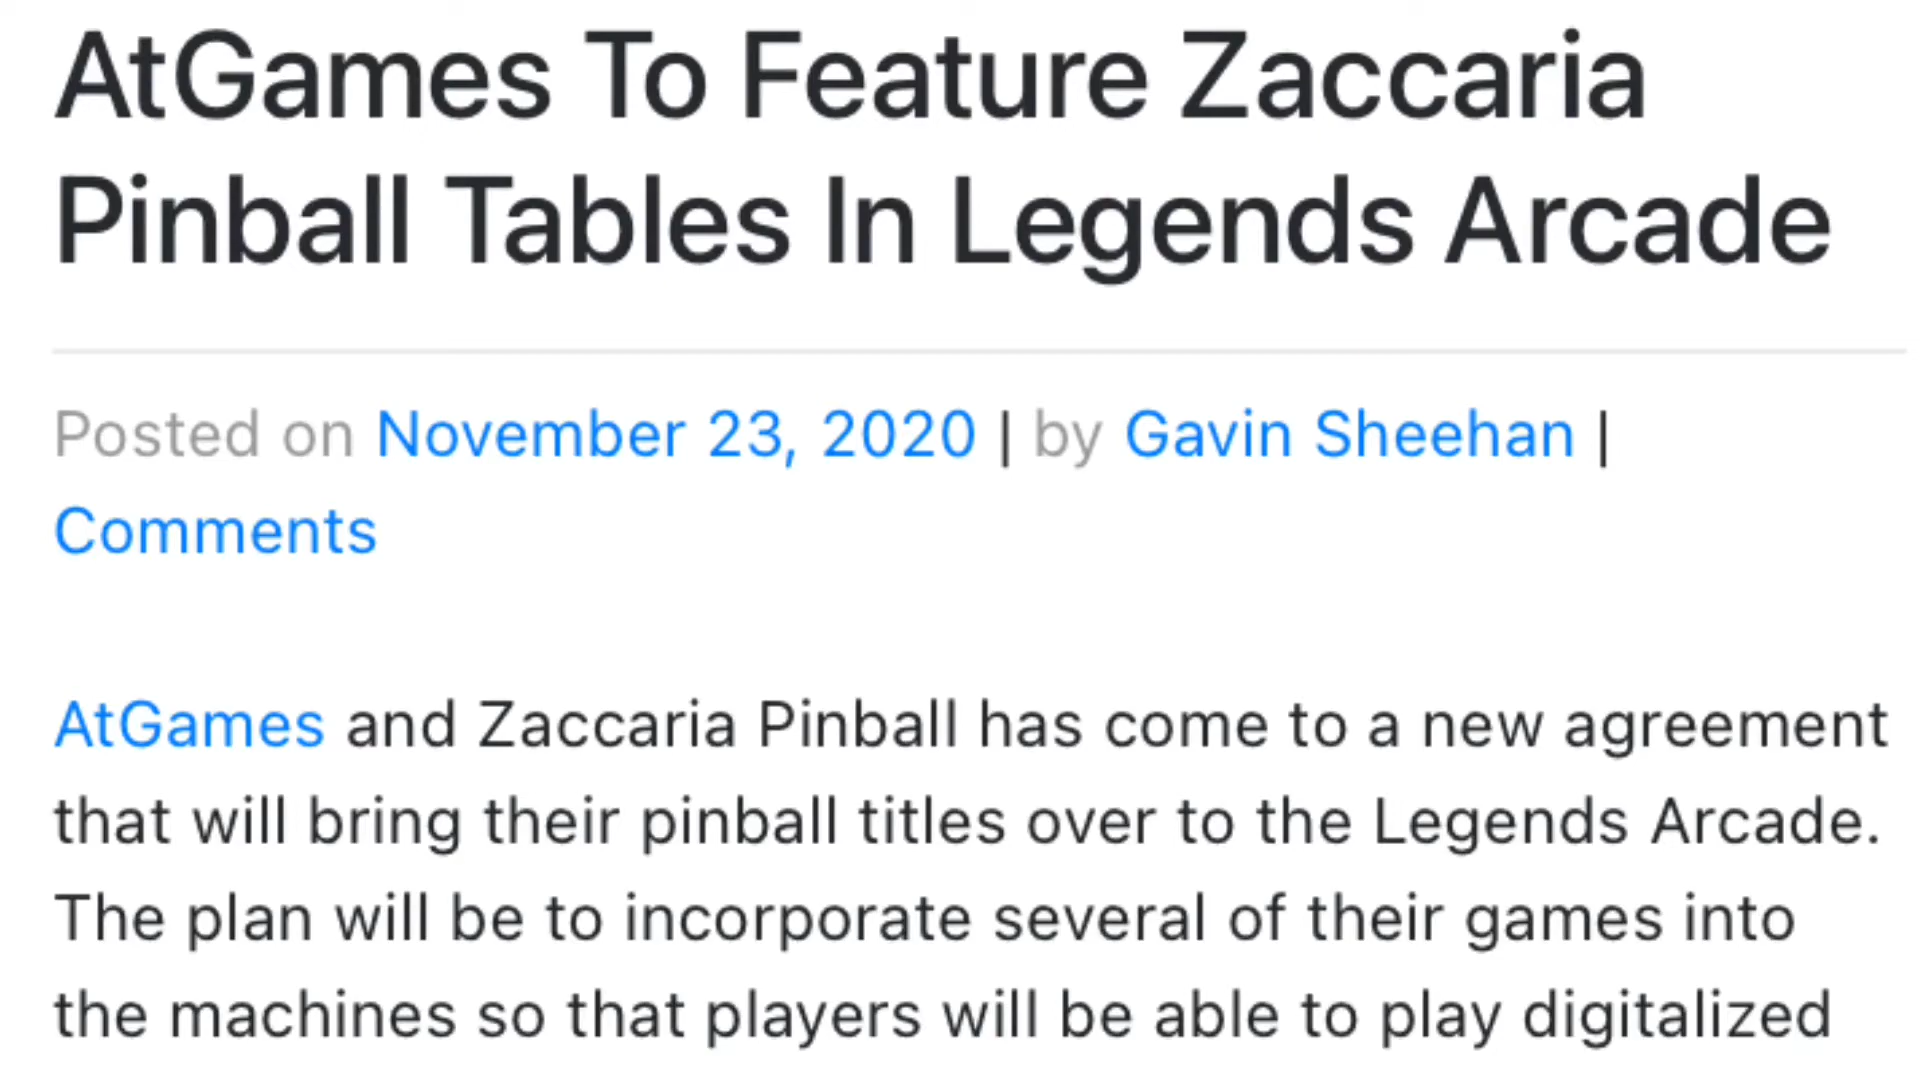 AtGames To Feature Zaccaria
Pinball Tables In Legends Arcade
Posted on November 23, 2020 | by Gavin Sheehan |
Comments
AtGames and Zaccaria Pinball has come to a new agreement
that will bring their pinball titles over to the Legends Arcade.
The plan will be to incorporate several of their games into
the machines so that players will be able to play digitalized